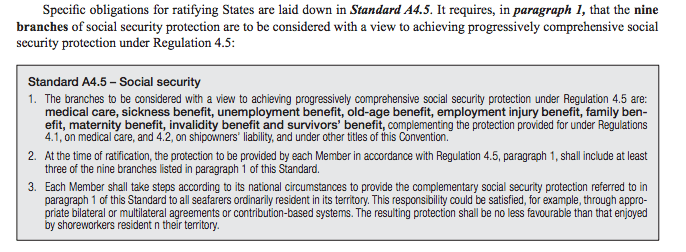 Specific obligations for ratifying States are laid down in Standard A4.5. It requires, in paragraph 1, that the nine
branches of social security protection are to be considered with a view to achieving progressively comprehensive social
security protection under Regulation 4.5:
Standard A4.5 – Social security
1. The branches to be considered with a view to achieving progressively comprehensive social security protection under Regulation 4.5 are:
medical care, sickness benefit, unemployment benefit, old-age benefit, employment injury benefit, family ben-
efit, maternity benefit, invalidity benefit and survivors' benefit, complementing the protection provided for under Regulations
4.1, on medical care, and 4.2, on shipowners' liability, and under other titles of this Convention.
2. At the time of ratification, the protection to be provided by each Member in accordance with Regulation 4.5, paragraph 1, shall include at least
three of the nine branches listed in paragraph 1 of this Standard.
3. Each Member shall take steps according to its national circumstances to provide the complementary social security protection referred to in
paragraph 1 of this Standard to all seafarers ordinarily resident in its territory. This responsibility could be satisfied, for example, through appro-
priate bilateral or multilateral agreements or contribution-based systems. The resulting protection shall be no less favourable than that enjoyed
by shoreworkers resident n their territory.